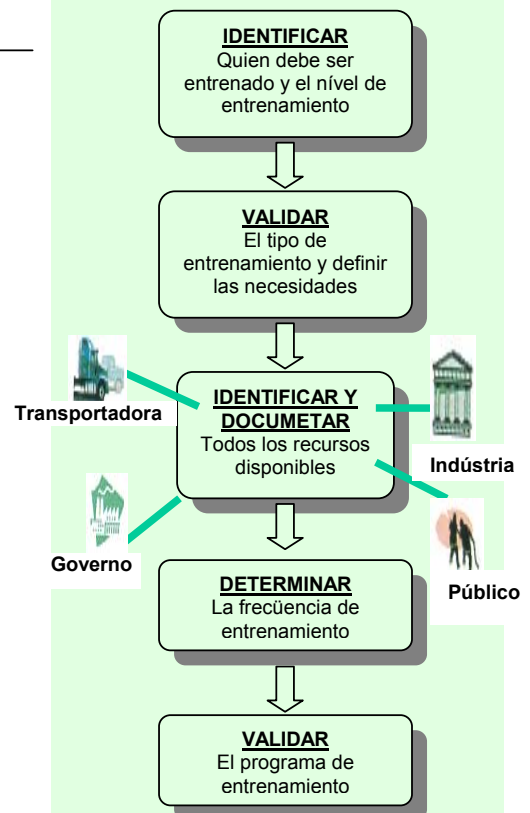 IDENTIFICAR
Quien debe ser
entrenado y el nível de
entrenamiento
VALIDAR
El tipo de
entrenamiento y definir
las necesidades
Transportadora
IDENTIFICAR Y
DOCUMETAR
Todos los recursos
disponibles
Indústria
Governo
Público
DETERMINAR
La frecüencia de
entrenamiento
VALIDAR
El programa de
entrenamiento